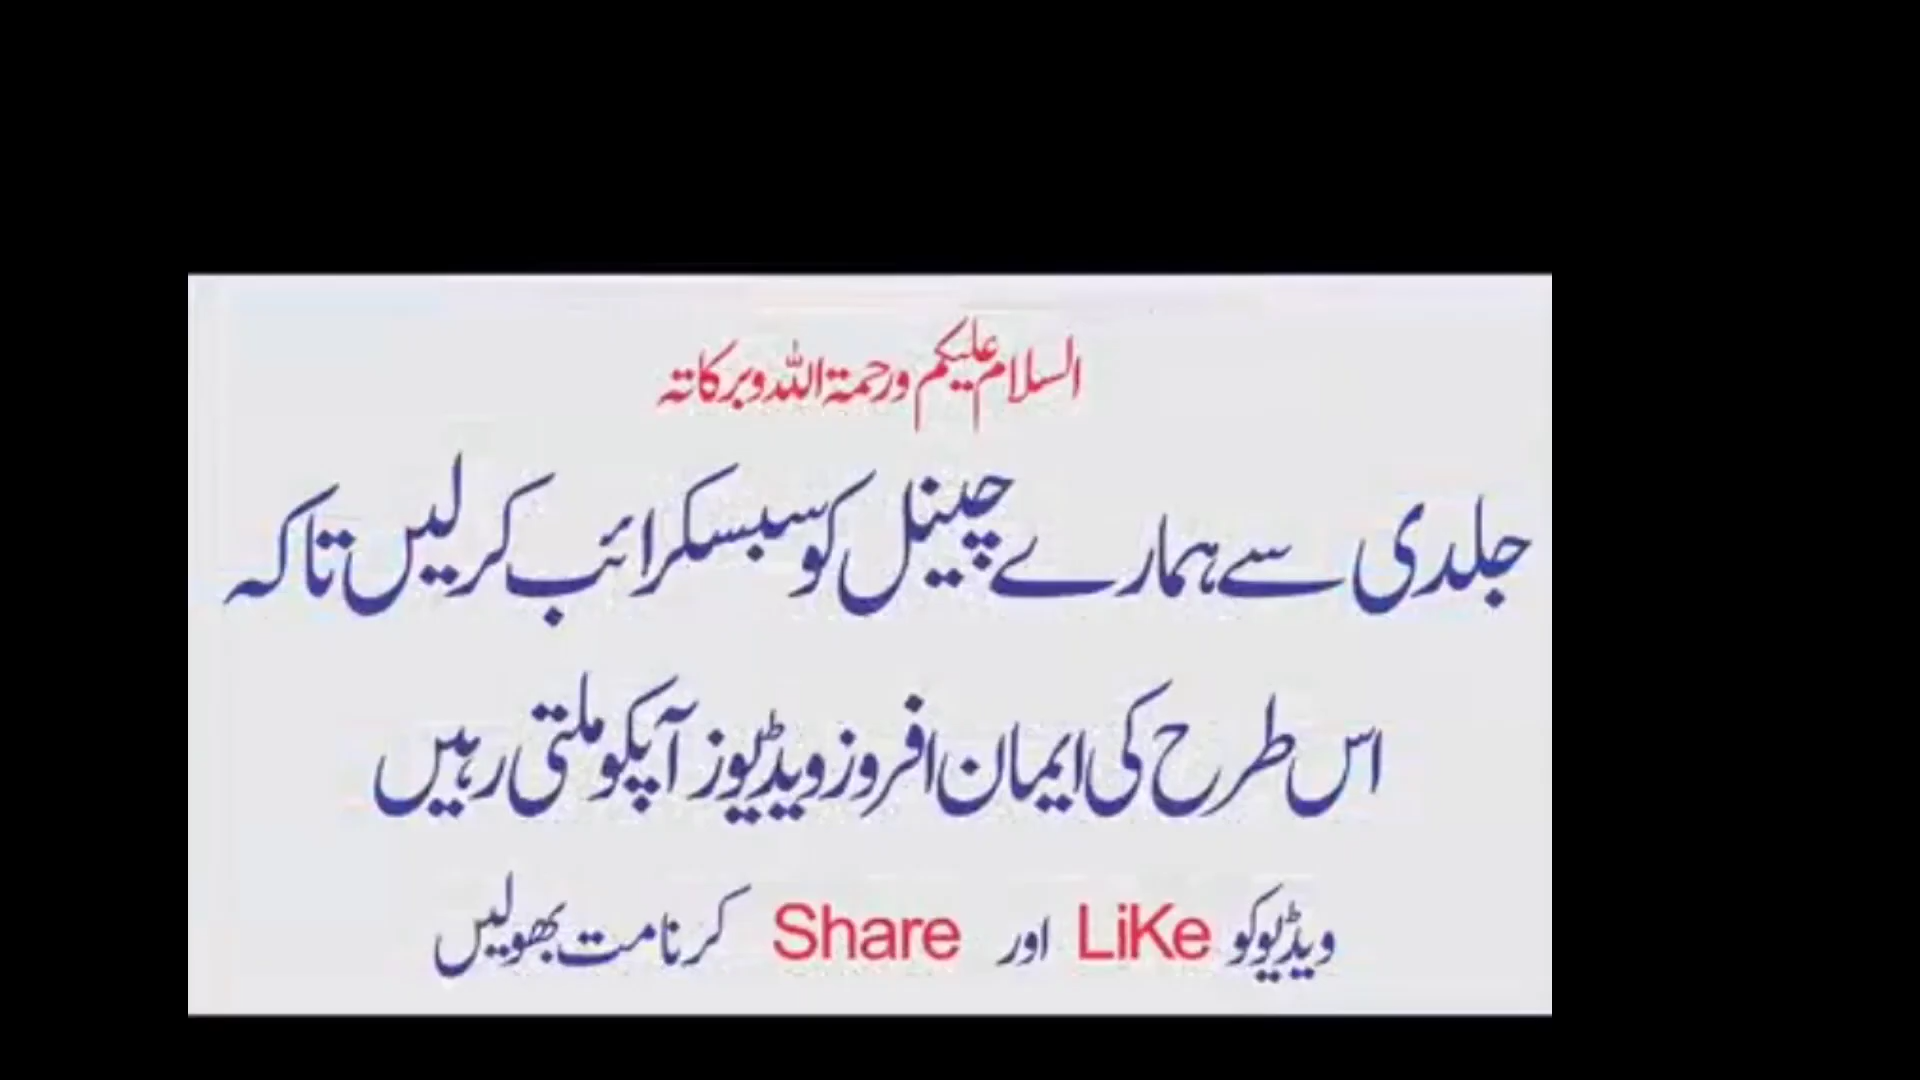 السلام علیکم ورحمۃ اللہ وبرکاتہ
جلدی سے ہمارے چینل کو سبسکرائب کرلیں تاکہ
اس طرح کی ایمان افروز ویڈیوز آپکو ملتی رہیں
ویڈیو کو LiKe اور Share کرنا مت بھولیں